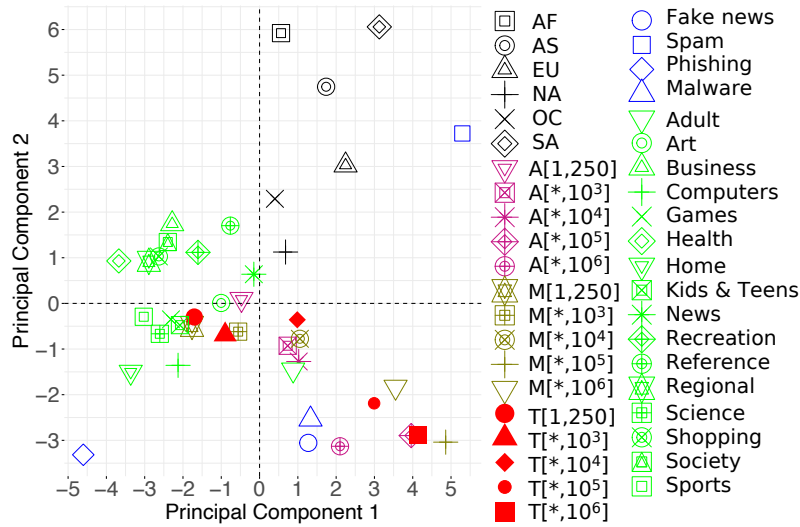 Principal Component 2
6
5
4
3
2
1
0
−1
−2
−3
−5 −4 −3 −2 −1 0 1 2 3 4 5
Principal Component 1
AF
AS
EU
NA
OC
SA
A[1,250]
A[*,10³]
A[*,10⁴]
A[*,10⁵]
A[*,10⁶]
M[1,250]
M[*,10³]
M[*,10⁴]
M[*,10⁵]
M[*,10⁶]
T[1,250]
T[*,10³]
T[*,10⁴]
T[*,10⁵]
T[*,10⁶]
Fake news
Spam
Phishing
Malware
Adult
Art
Business
Computers
Games
Health
Home
Kids & Teens
News
Recreation
Reference
Regional
Science
Shopping
Society
Sports